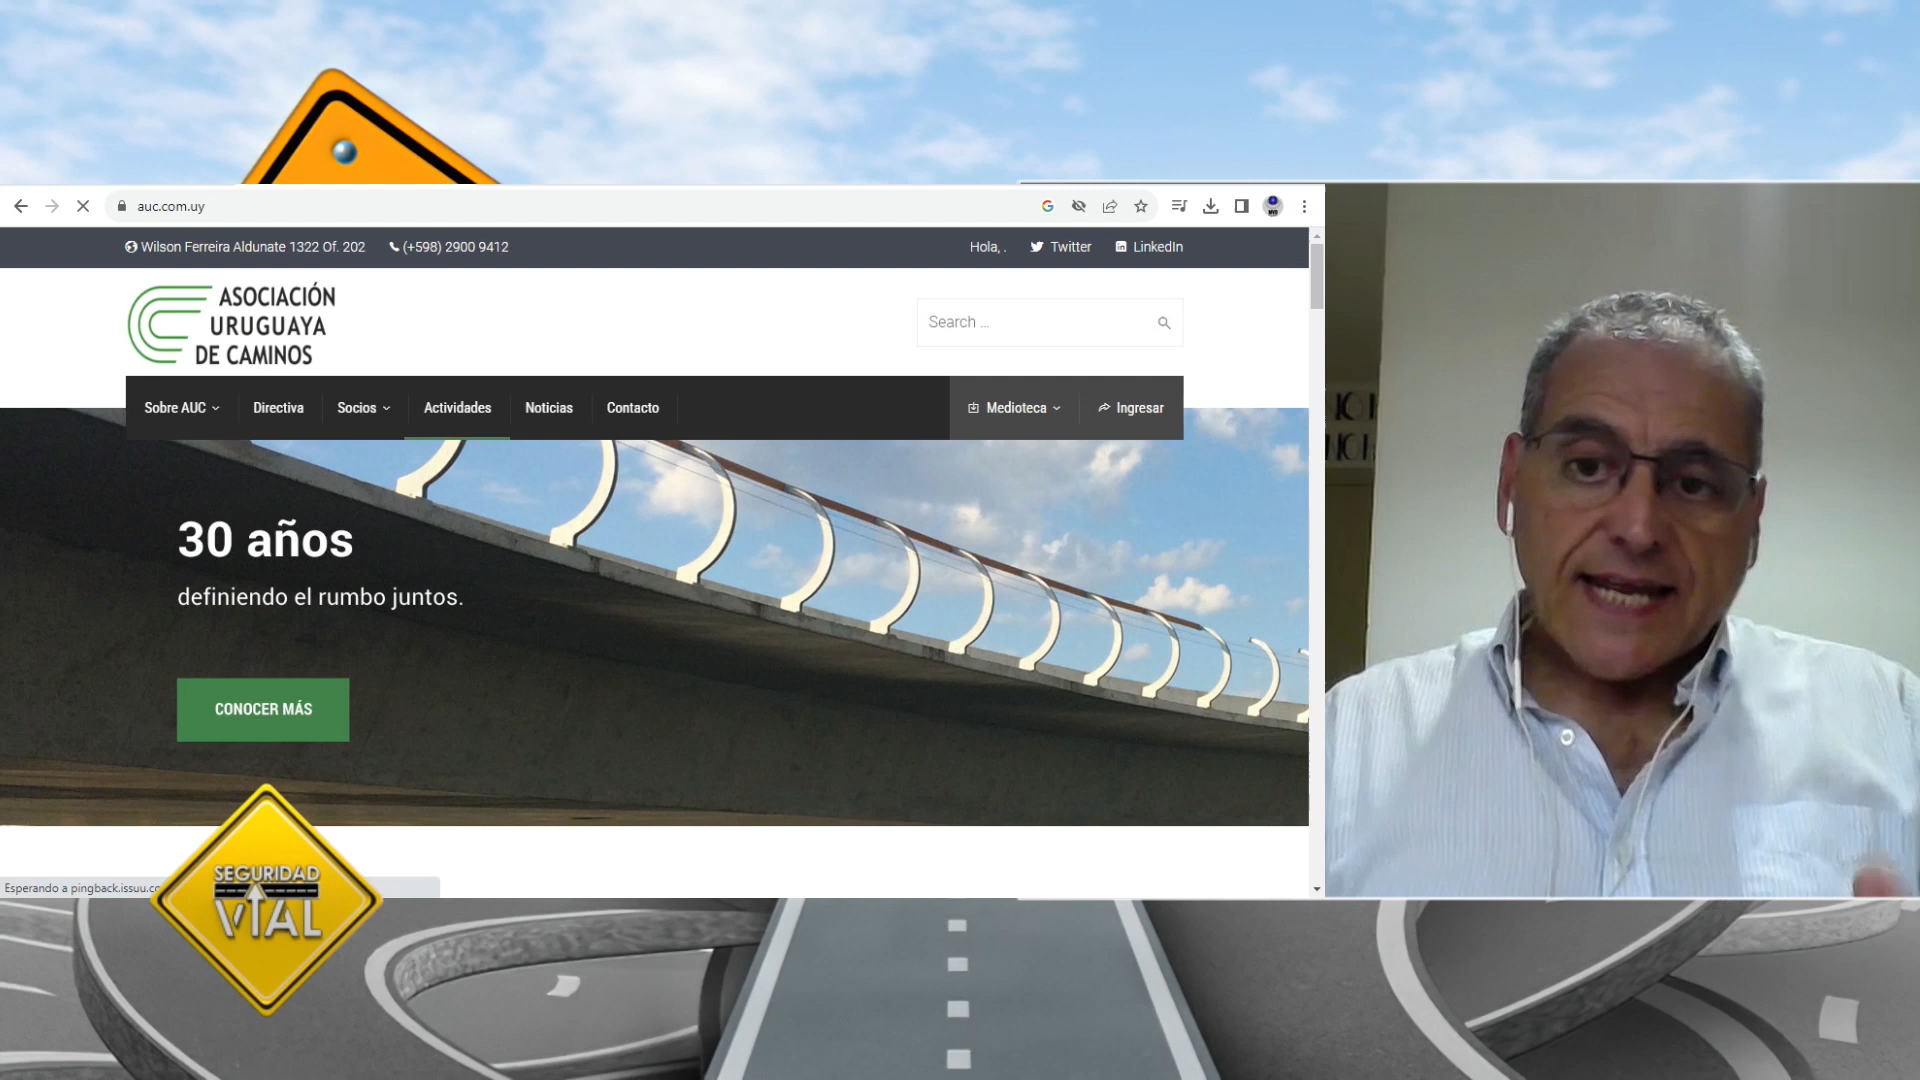 auc.com.uy
Wilson Ferreira Aldunate 1322 Of. 202
(+598) 2900 9412
Hola, .
Twitter
LinkedIn
ASOCIACIÓN
URUGUAYA
DE CAMINOS
Search ...
Sobre AUC
Directiva
Socios
Actividades
Noticias
Contacto
Medioteca
Ingresar
30 años
definiendo el rumbo juntos.
CONOCER MÁS
Esperando a pingback.issuu.co
SEGURIDAD
VIAL